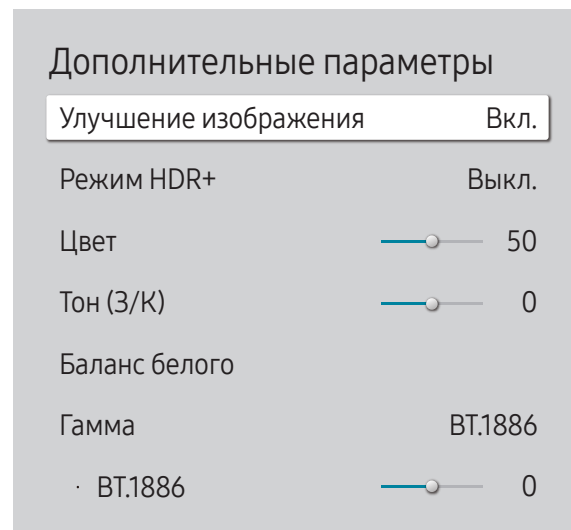 Дополнительные параметры
Улучшение изображения Вкл.
Режим HDR+ Выкл.
Цвет 50
Тон (З/К) 0
Баланс белого
Гамма BT.1886
· BT.1886 0